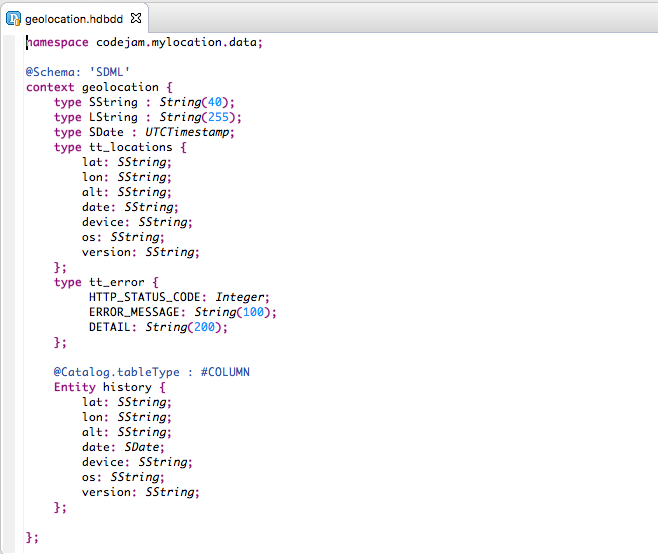 geolocation.hdbdd
namespace codejam.mylocation.data;
@Schema: 'SDML'
context geolocation {
type SString : String(40);
type LString : String(255);
type SDate : UTCTimestamp;
type tt_locations {
lat: SString;
lon: SString;
alt: SString;
date: SString;
device: SString;
os: SString;
version: SString;
};
type tt_error {
HTTP_STATUS_CODE: Integer;
ERROR_MESSAGE: String(100);
DETAIL: String(200);
};
@Catalog.tableType : #COLUMN
Entity history {
lat: SString;
lon: SString;
alt: SString;
date: SDate;
device: SString;
os: SString;
version: SString;
};
};